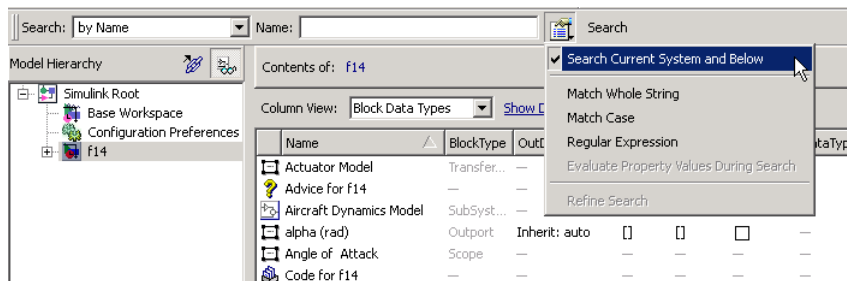 Search: by Name Name: Search
Search Current System and Below
Model Hierarchy Contents of: f14
Match Whole String
Simulink Root
Column View: Block Data Types Show D
Base Workspace
Match Case
Configuration Preferences
Name BlockType OutD Regular Expression ataTyp
f14
Actuator Model Transfer... — Evaluate Property Values During Search
Advice for f14 — —
Aircraft Dynamics Model SubSyst... — Refine Search
alpha (rad) Outport Inherit: auto [] [] —
Angle of Attack Scope — — — — —
Code for f14 — — — — — —